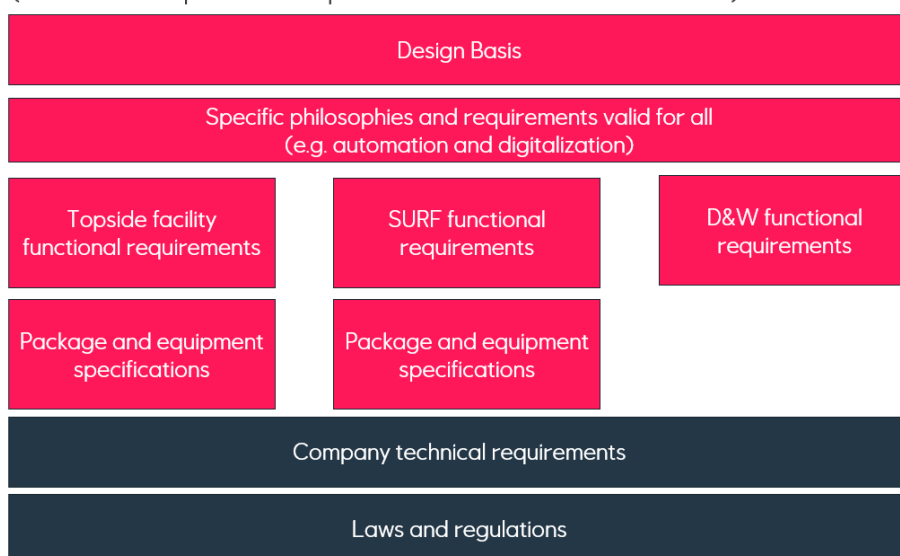 Design Basis
Specific philosophies and requirements valid for all
(e.g. automation and digitalization)
Topside facility
functional requirements
SURF functional
requirements
D&W functional
requirements
Package and equipment
specifications
Package and equipment
specifications
Company technical requirements
Laws and regulations